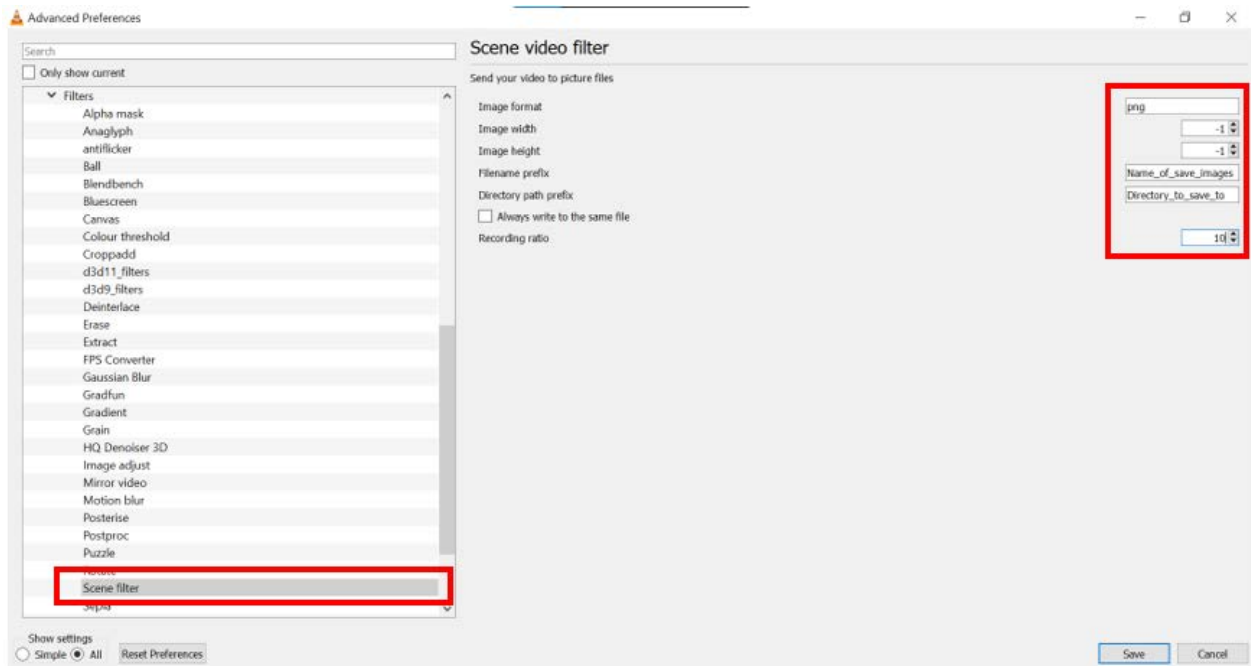 Advanced Preferences
Search
Only show current
Filters
Alpha mask
Anaglyph
antiflicker
Ball
Blendbench
Bluescreen
Canvas
Colour threshold
Croppadd
d3d11_filters
d3d9_filters
Deinterlace
Erase
Extract
FPS Converter
Gaussian Blur
Gradfun
Gradient
Grain
HQ Denoiser 3D
Image adjust
Mirror video
Motion blur
Posterise
Postproc
Puzzle
Rotate
Scene filter
Sepia
Show settings
Simple All Reset Preferences
Scene video filter
Send your video to picture files
Image format png
Image width -1
Image height -1
Filename prefix Name_of_save_images
Directory path prefix Directory_to_save_to
Always write to the same file
Recording ratio 10
Save Cancel